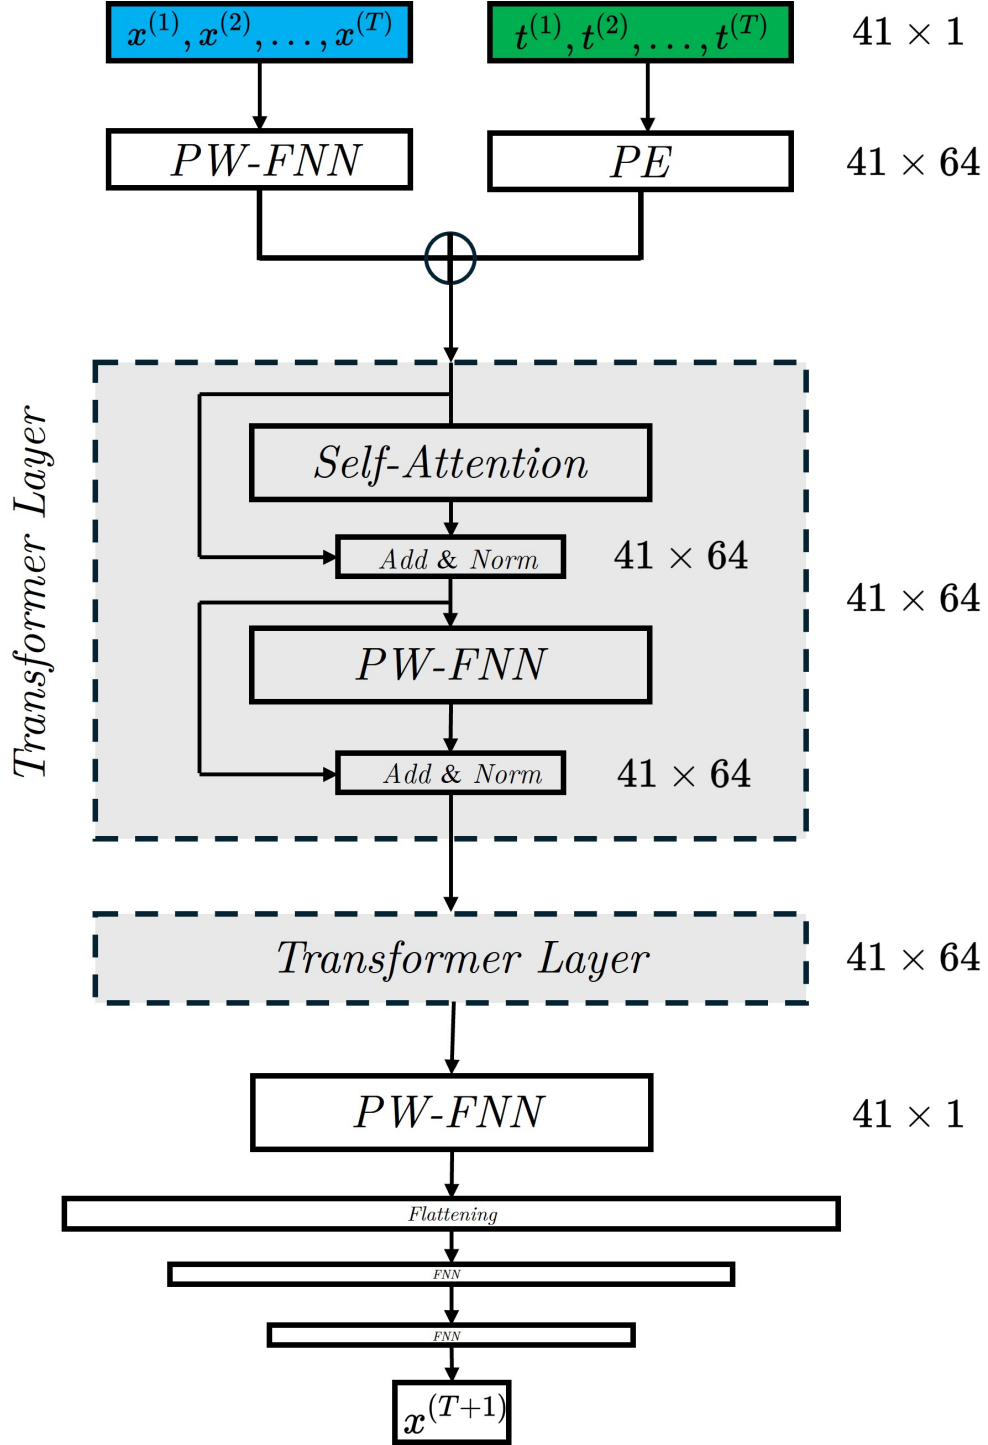 x^{(1)}, x^{(2)}, …, x^{(T)} t^{(1)}, t^{(2)}, …, t^{(T)} 41 × 1
PW-FNN PE 41 × 64
Transformer Layer
Self-Attention
Add & Norm 41 × 64
41 × 64
PW-FNN
Add & Norm 41 × 64
Transformer Layer 41 × 64
PW-FNN 41 × 1
Flattening
FNN
FNN
x^{(T+1)}